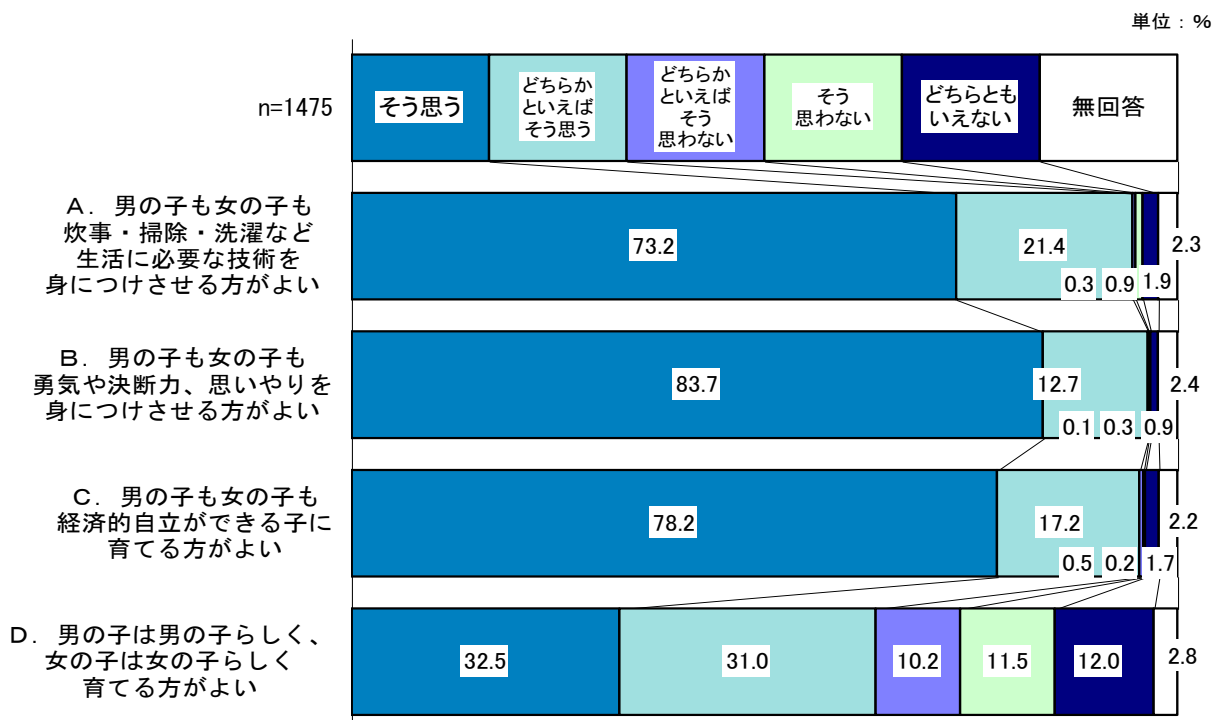 単位：%
n=1475
そう思う
どちらか
といえば
そう思う
どちらか
といえば
そう
思わない
そう
思わない
どちらとも
いえない
無回答
A． 男の子も女の子も
炊事・掃除・洗濯など
生活に必要な技術を
身につけさせる方がよい
73.2
21.4
0.3
0.9
1.9
2.3
B． 男の子も女の子も
勇気や決断力、思いやりを
身につけさせる方がよい
83.7
12.7
0.1
0.3
0.9
2.4
C． 男の子も女の子も
経済的自立ができる子に
育てる方がよい
78.2
17.2
0.5
0.2
1.7
2.2
D． 男の子は男の子らしく、
女の子は女の子らしく
育てる方がよい
32.5
31.0
10.2
11.5
12.0
2.8